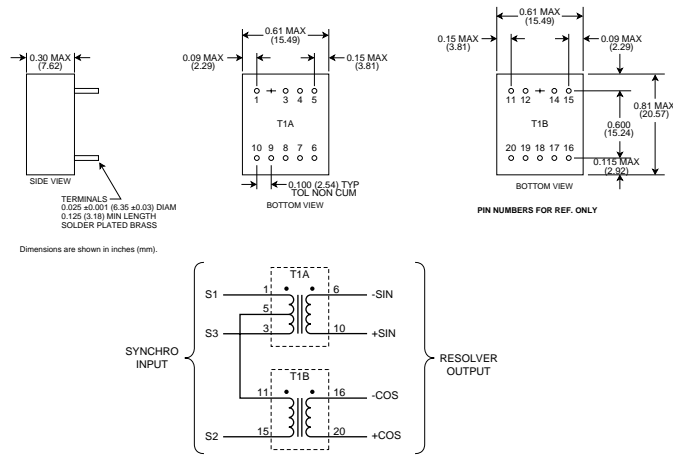 0.30 MAX
(7.62)
SIDE VIEW
TERMINALS
0.025 ±0.001 (6.35 ±0.03) DIAM
0.125 (3.18) MIN LENGTH
SOLDER PLATED BRASS
0.61 MAX
(15.49)
0.09 MAX
(2.29)
0.15 MAX
(3.81)
1 3 4 5
T1A
10 9 8 7 6
0.100 (2.54) TYP
TOL NON CUM
BOTTOM VIEW
0.61 MAX
(15.49)
0.15 MAX
(3.81)
0.09 MAX
(2.29)
11 12 14 15
T1B
20 19 18 17 16
0.81 MAX
(20.57)
0.600
(15.24)
0.115 MAX
(2.92)
BOTTOM VIEW
PIN NUMBERS FOR REF. ONLY
Dimensions are shown in inches (mm).
SYNCHRO
INPUT
S1
S3
S2
T1A
1
5
3
6
10
-SIN
+SIN
T1B
11
15
16
20
-COS
+COS
RESOLVER
OUTPUT